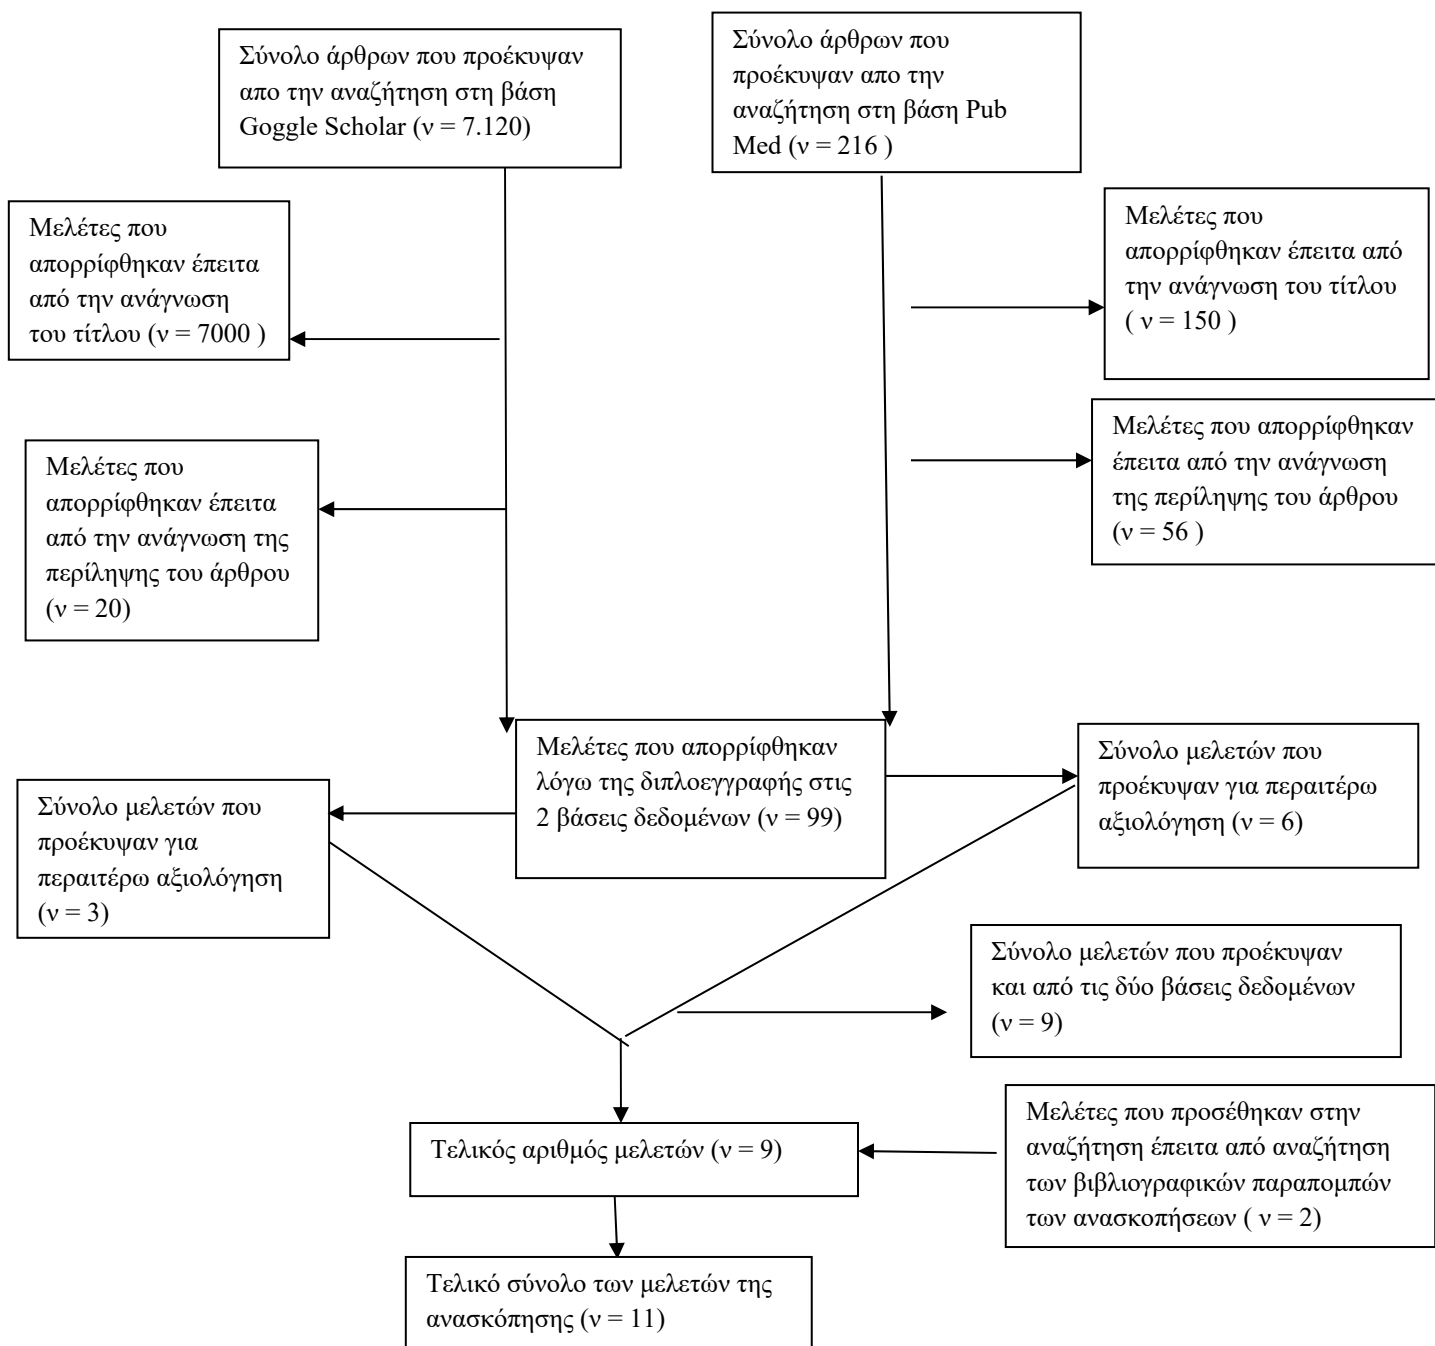 Σύνολο άρθρων που προέκυψαν
απο την αναζήτηση στη βάση
Goggle Scholar (ν = 7.120)
Σύνολο άρθρων που
προέκυψαν απο την
αναζήτηση στη βάση Pub
Med (ν = 216 )
Μελέτες που
απορρίφθηκαν έπειτα
από την ανάγνωση
του τίτλου (ν = 7000 )
Μελέτες που
απορρίφθηκαν έπειτα από
την ανάγνωση του τίτλου
( ν = 150 )
Μελέτες που
απορρίφθηκαν έπειτα
από την ανάγνωση της
περίληψης του άρθρου
(ν = 20)
Μελέτες που απορρίφθηκαν
έπειτα από την ανάγνωση
της περίληψης του άρθρου
(ν = 56 )
Μελέτες που απορρίφθηκαν
λόγω της διπλοεγγραφής στις
2 βάσεις δεδομένων (ν = 99)
Σύνολο μελετών που
προέκυψαν για
περαιτέρω αξιολόγηση
(ν = 3)
Σύνολο μελετών που
προέκυψαν για περαιτέρω
αξιολόγηση (ν = 6)
Σύνολο μελετών που προέκυψαν
και από τις δύο βάσεις δεδομένων
(ν = 9)
Τελικός αριθμός μελετών (ν = 9)
Μελέτες που προσέθηκαν στην
αναζήτηση έπειτα από αναζήτηση
των βιβλιογραφικών παραπομπών
των ανασκοπήσεων ( ν = 2)
Τελικό σύνολο των μελετών της
ανασκόπησης (ν = 11)